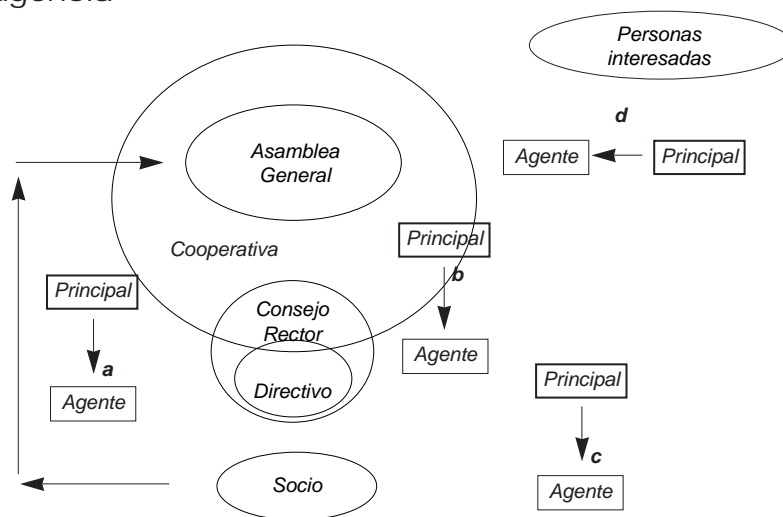 agencia
Personas
interesadas
d
Asamblea
General
Agente
Principal
Cooperativa
Principal
b
Principal
Consejo
Rector
Agente
Principal
a
Directivo
Agente
c
Socio
Agente